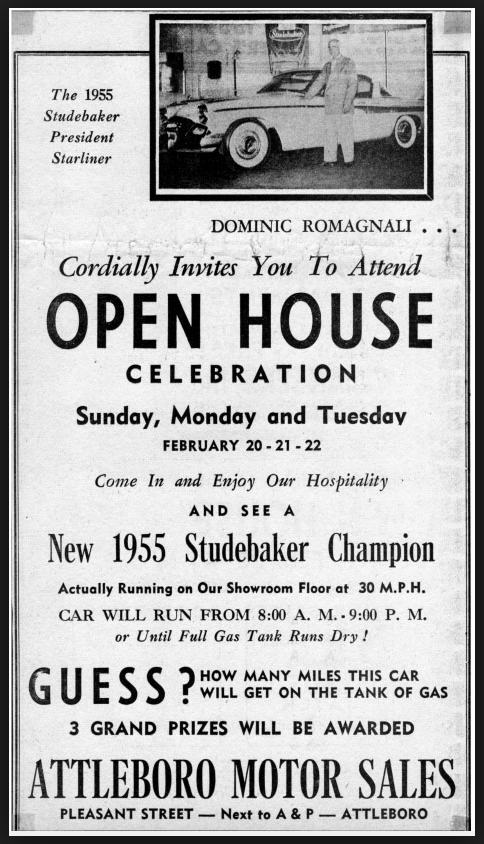 Studebaker
The 1955
Studebaker
President
Starliner
DOMINIC ROMAGNALI . . .
Cordially Invites You To Attend
OPEN HOUSE
CELEBRATION
Sunday, Monday and Tuesday
FEBRUARY 20 - 21 - 22
Come In and Enjoy Our Hospitality
AND SEE A
New 1955 Studebaker Champion
Actually Running on Our Showroom Floor at 30 M.P.H.
CAR WILL RUN FROM 8:00 A. M. - 9:00 P. M.
or Until Full Gas Tank Runs Dry !
GUESS ? HOW MANY MILES THIS CAR
WILL GET ON THE TANK OF GAS
3 GRAND PRIZES WILL BE AWARDED
ATTLEBORO MOTOR SALES
PLEASANT STREET — Next to A & P — ATTLEBORO